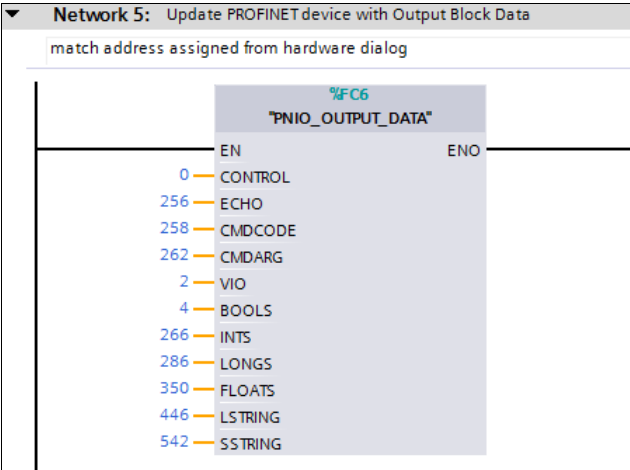 Network 5: Update PROFINET device with Output Block Data
match address assigned from hardware dialog
%FC6
"PNIO_OUTPUT_DATA"
EN ENO
0 CONTROL
256 ECHO
258 CMDCODE
262 CMDARG
2 VIO
4 BOOLS
266 INTS
286 LONGS
350 FLOATS
446 LSTRING
542 SSTRING